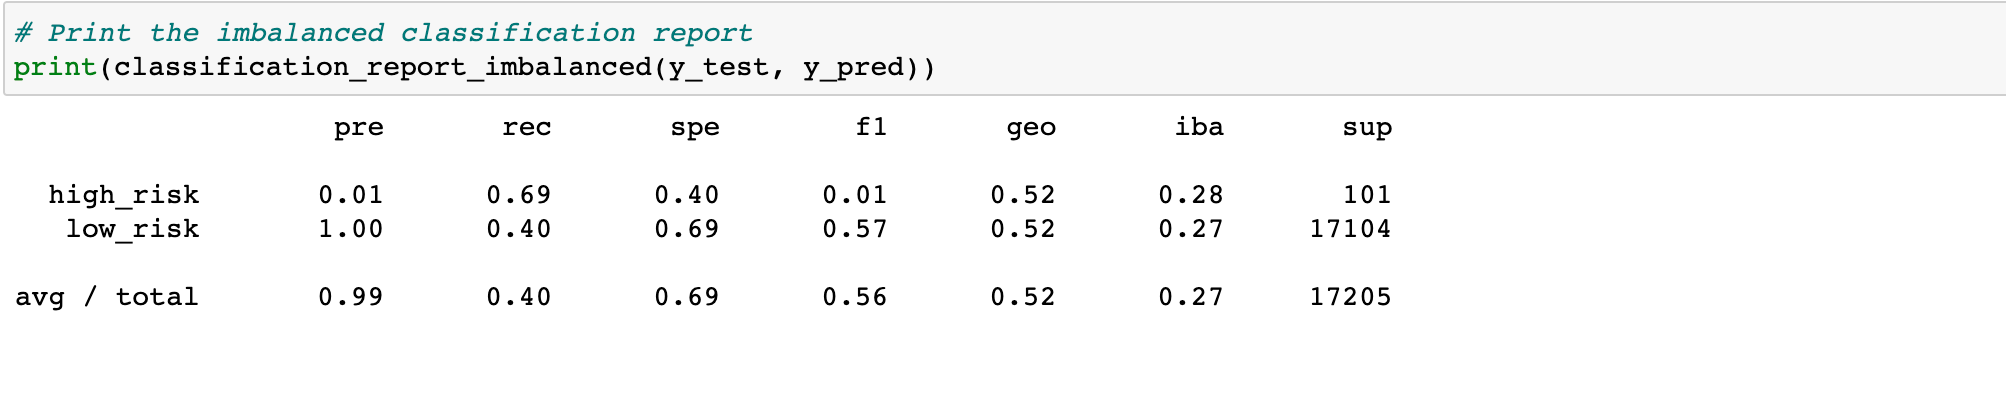 # Print the imbalanced classification report
print(classification_report_imbalanced(y_test, y_pred))
pre rec spe f1 geo iba sup
high_risk 0.01 0.69 0.40 0.01 0.52 0.28 101
low_risk 1.00 0.40 0.69 0.57 0.52 0.27 17104
avg / total 0.99 0.40 0.69 0.56 0.52 0.27 17205